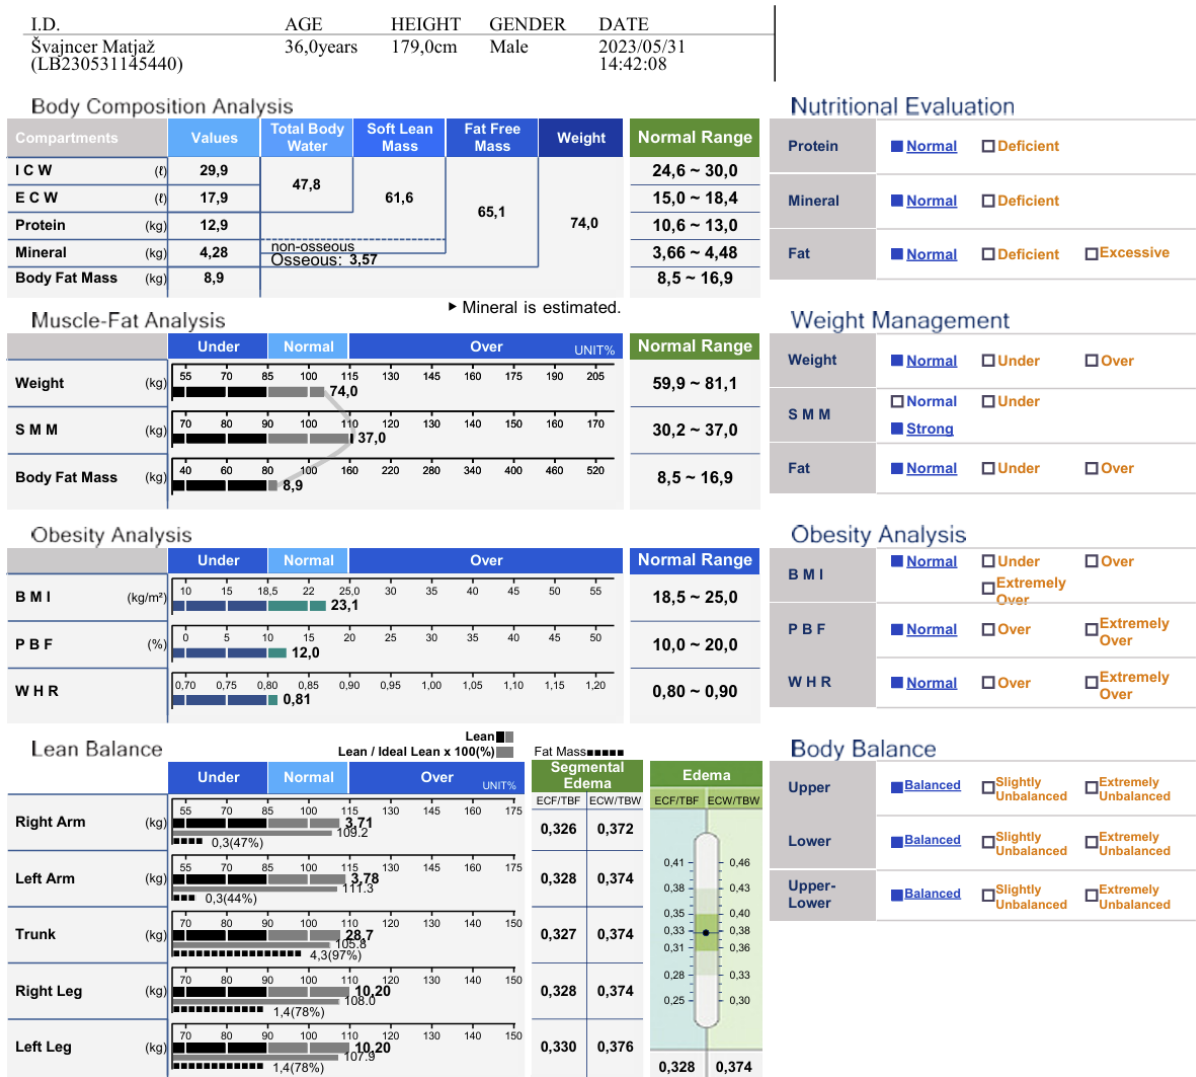 I.D. AGE HEIGHT GENDER DATE
Švajncer Matjaž 36,0years 179,0cm Male 2023/05/31
(LB230531145440) 14:42:08
Body Composition Analysis
Compartments Values Total Body Water Soft Lean Mass Fat Free Mass Weight Normal Range
I C W (ℓ) 29,9 47,8 61,6 65,1 74,0 24,6 ~ 30,0
E C W (ℓ) 17,9 15,0 ~ 18,4
Protein (kg) 12,9 10,6 ~ 13,0
Mineral (kg) 4,28 non-osseous 3,66 ~ 4,48
Osseous: 3,57
Body Fat Mass (kg) 8,9 8,5 ~ 16,9
▸ Mineral is estimated.
Nutritional Evaluation
Protein Normal Deficient
Mineral Normal Deficient
Fat Normal Deficient Excessive
Muscle-Fat Analysis
Under Normal Over UNIT% Normal Range
Weight (kg) 55 70 85 100 115 130 145 160 175 190 205 59,9 ~ 81,1
74,0
S M M (kg) 70 80 90 100 110 120 130 140 150 160 170 30,2 ~ 37,0
37,0
Body Fat Mass (kg) 40 60 80 100 160 220 280 340 400 460 520 8,5 ~ 16,9
8,9
Weight Management
Weight Normal Under Over
S M M Normal Under
Strong
Fat Normal Under Over
Obesity Analysis
Under Normal Over Normal Range
B M I (kg/m²) 10 15 18,5 22 25,0 30 35 40 45 50 55 18,5 ~ 25,0
23,1
P B F (%) 0 5 10 15 20 25 30 35 40 45 50 10,0 ~ 20,0
12,0
W H R 0,70 0,75 0,80 0,85 0,90 0,95 1,00 1,05 1,10 1,15 1,20 0,80 ~ 0,90
0,81
Obesity Analysis
B M I Normal Under Over
Extremely Over
P B F Normal Over Extremely Over
W H R Normal Over Extremely Over
Lean Balance
Lean
Lean / Ideal Lean x 100(%) Fat Mass
Under Normal Over UNIT%
Right Arm (kg) 55 70 85 100 115 130 145 160 175
3,71
109.2
0,3(47%)
Left Arm (kg) 55 70 85 100 115 130 145 160 175
3,78
111.3
0,3(44%)
Trunk (kg) 70 80 90 100 110 120 130 140 150
28,7
105.8
4,3(97%)
Right Leg (kg) 70 80 90 100 110 120 130 140 150
10,20
108.0
1,4(78%)
Left Leg (kg) 70 80 90 100 110 120 130 140 150
10,20
107.9
1,4(78%)
Segmental Edema
ECF/TBF ECW/TBW
0,326 0,372
0,328 0,374
0,327 0,374
0,328 0,374
0,330 0,376
Edema
ECF/TBF ECW/TBW
0,41 0,46
0,38 0,43
0,35 0,40
0,33 0,38
0,31 0,36
0,28 0,33
0,25 0,30
0,328 0,374
Body Balance
Upper Balanced Slightly Unbalanced Extremely Unbalanced
Lower Balanced Slightly Unbalanced Extremely Unbalanced
Upper-Lower Balanced Slightly Unbalanced Extremely Unbalanced